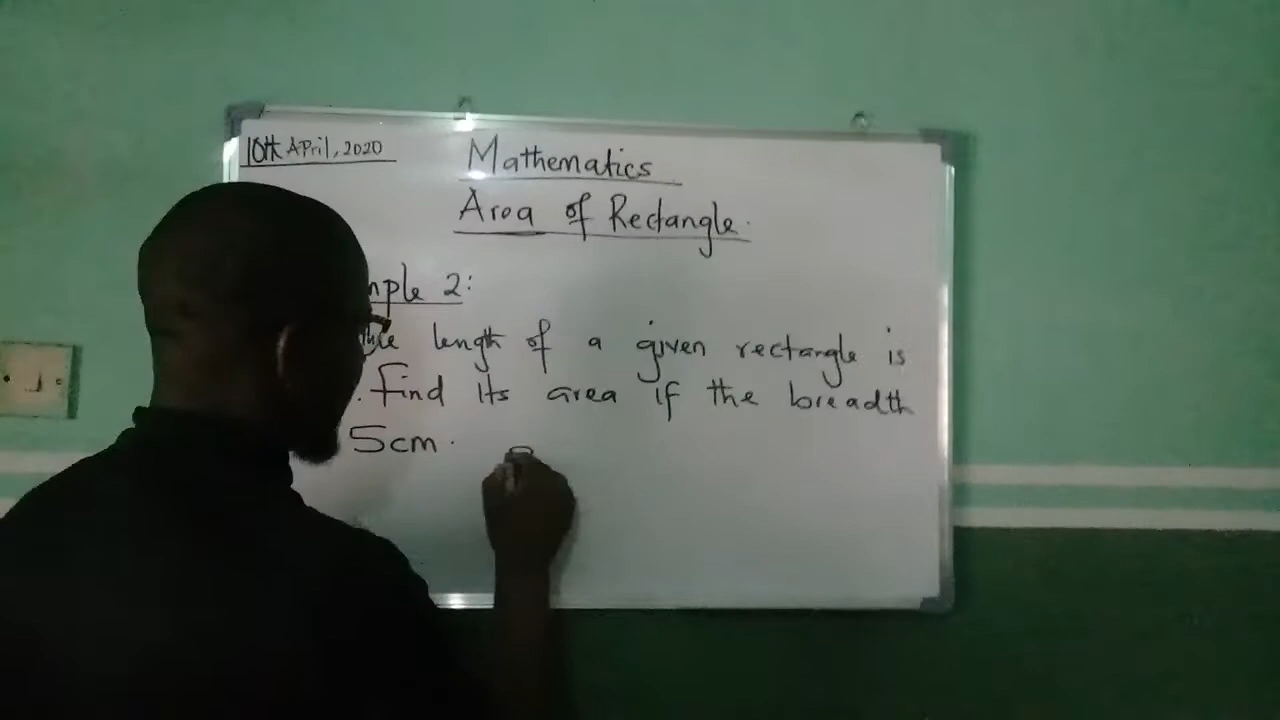 10th April, 2020
Mathematics
Area of Rectangle.
mple 2:
the length of a given rectangle is
. Find its area if the breadth
5cm.